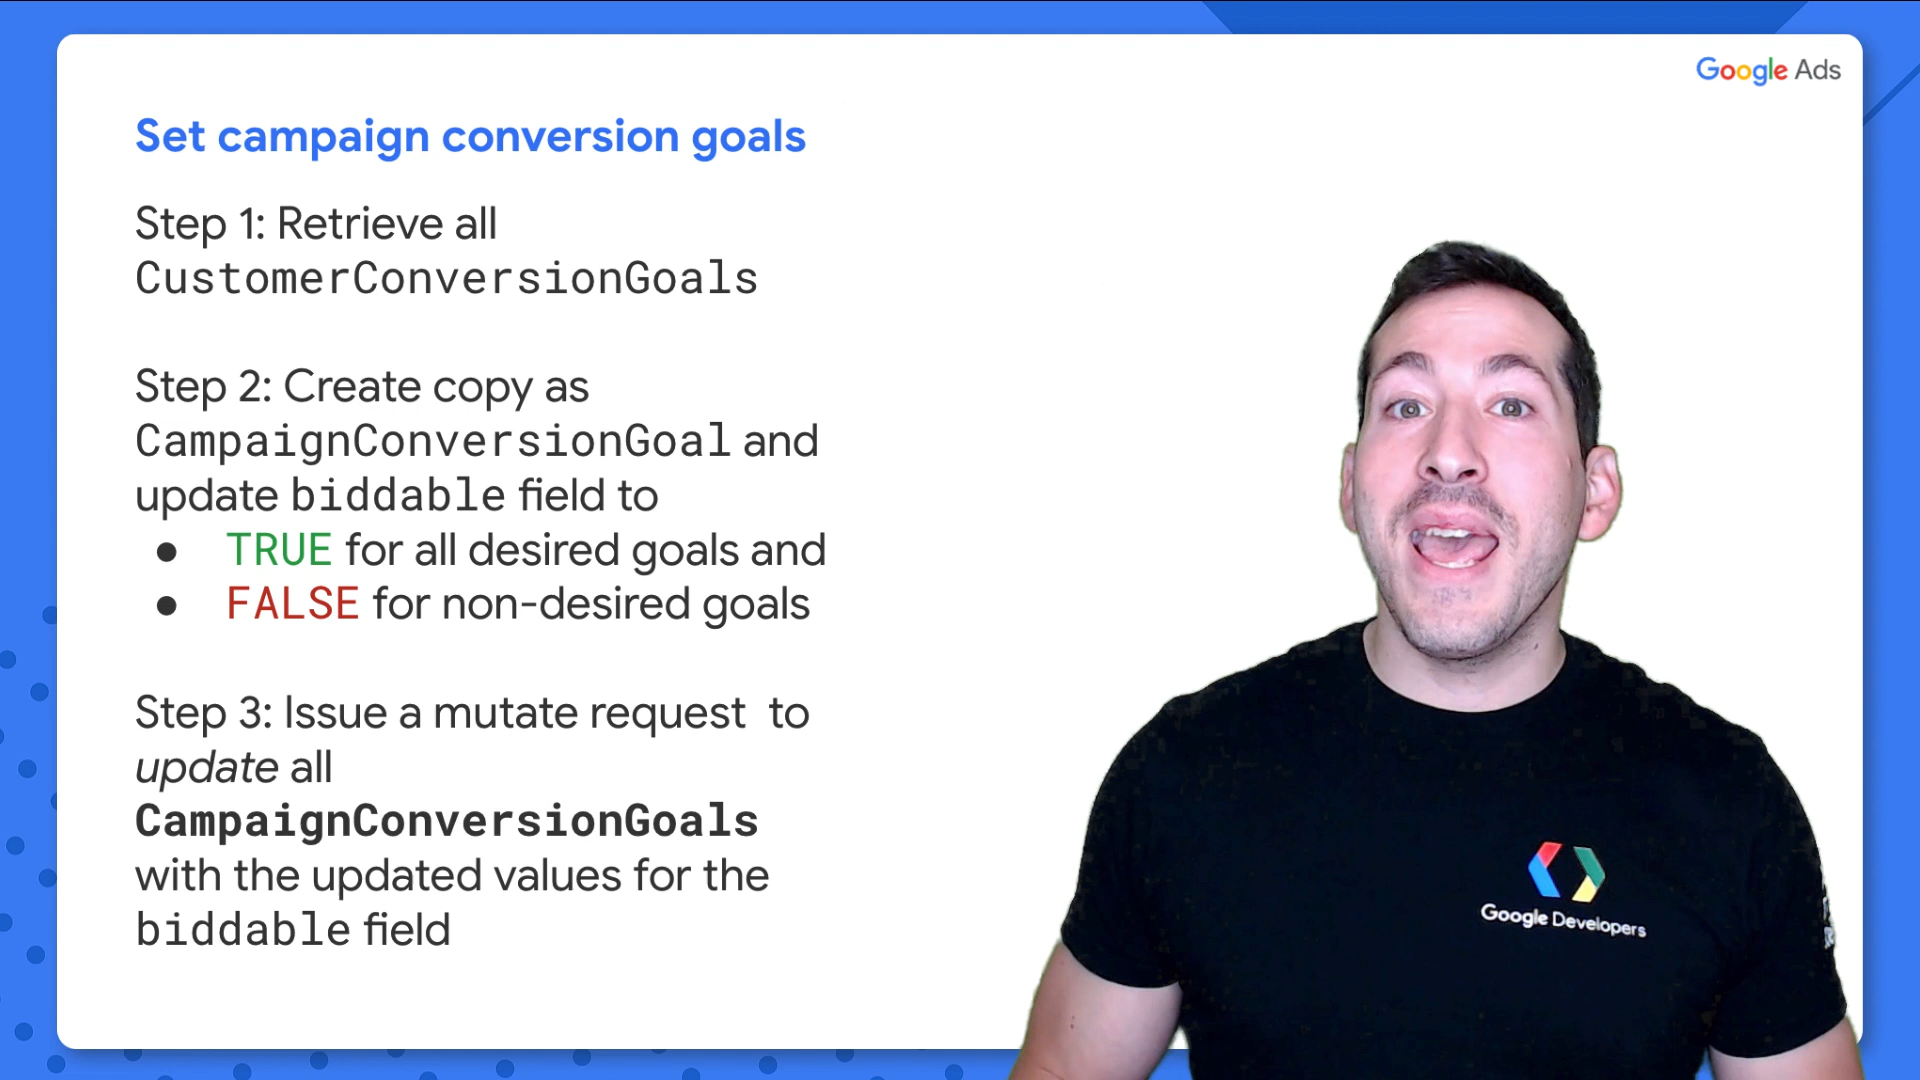 Google Ads
Set campaign conversion goals
Step 1: Retrieve all
CustomerConversionGoals
Step 2: Create copy as
CampaignConversionGoal and
update biddable field to
● TRUE for all desired goals and
● FALSE for non-desired goals
Step 3: Issue a mutate request to
update all
CampaignConversionGoals
with the updated values for the
biddable field
Google Developers